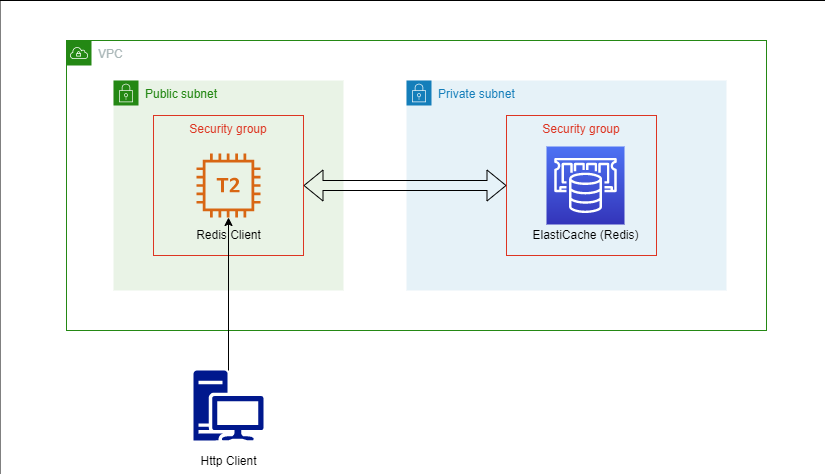 VPC
Public subnet
Private subnet
Security group
Security group
T2
Redis Client
ElastiCache (Redis)
Http Client